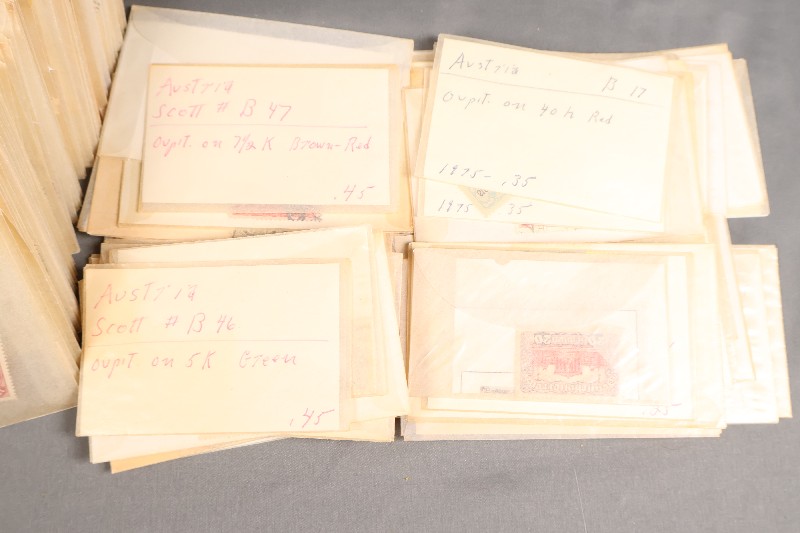 Austria
Scott # B 47
Ovpt. on 7½ K Brown-Red
.45
Austria B 17
Ovpt. on 40 h Red
1975 - .35
1975 .35
Austria
Scott # B 46
Ovpt on 5K Green
.45
20